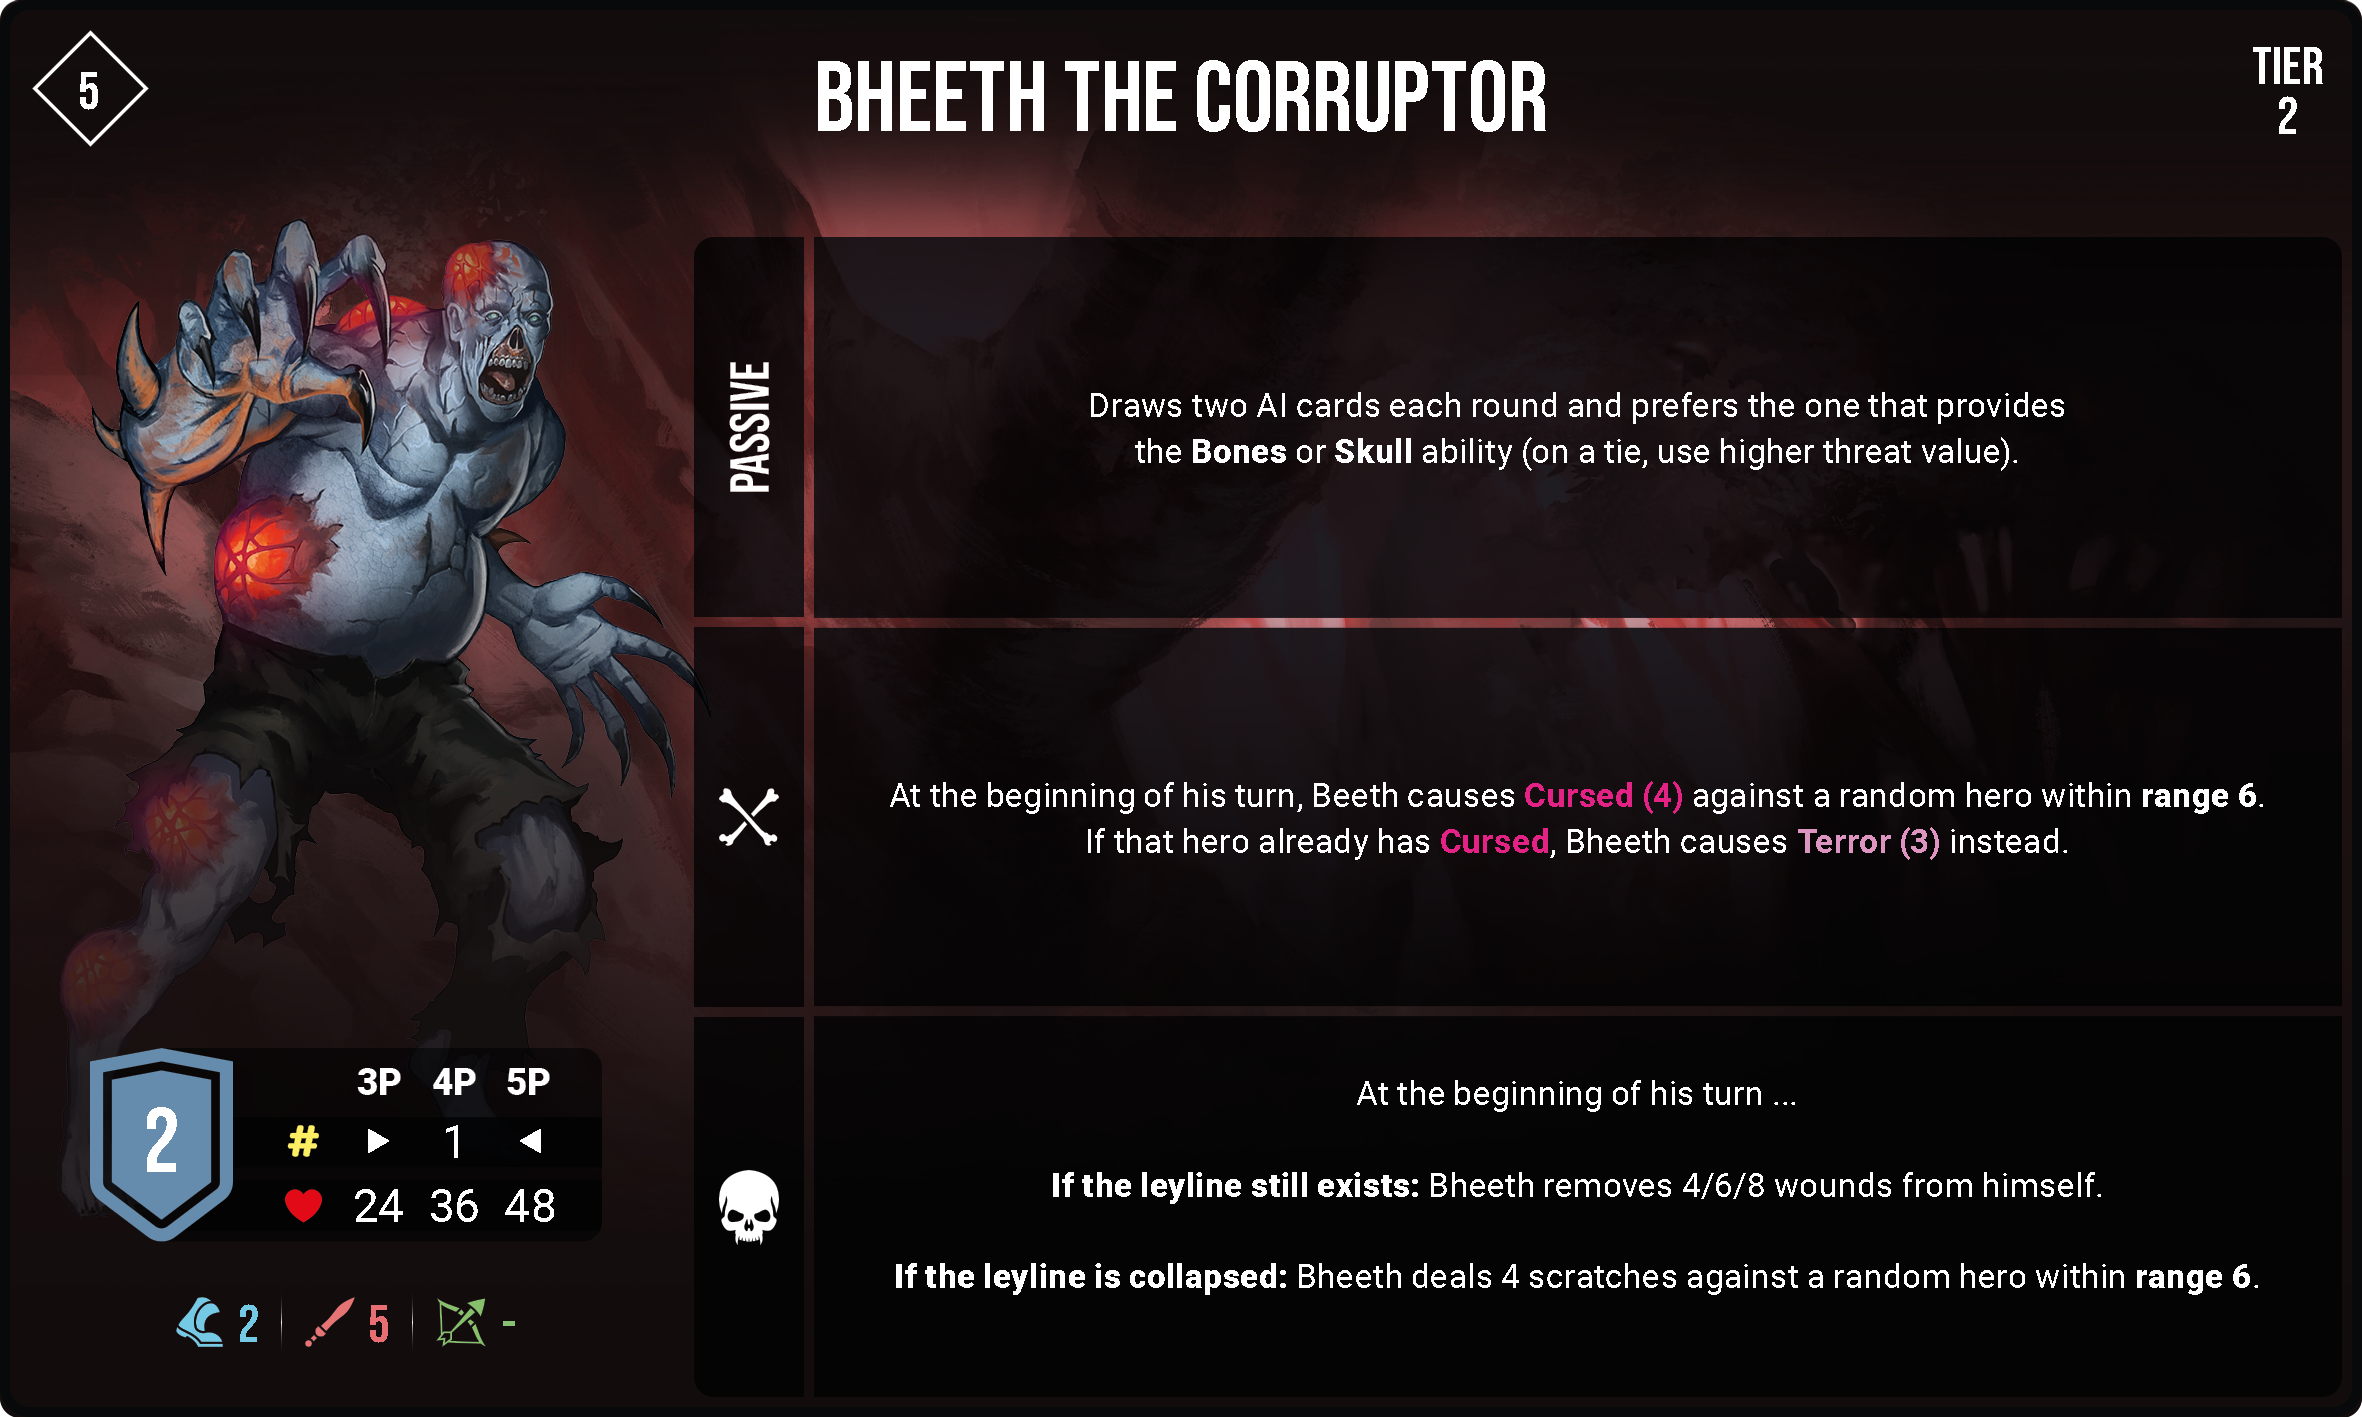 5
BHEETH THE CORRUPTOR
TIER
2
PASSIVE
Draws two AI cards each round and prefers the one that provides
the Bones or Skull ability (on a tie, use higher threat value).
At the beginning of his turn, Beeth causes Cursed (4) against a random hero within range 6.
If that hero already has Cursed, Bheeth causes Terror (3) instead.
At the beginning of his turn ...
If the leyline still exists: Bheeth removes 4/6/8 wounds from himself.
If the leyline is collapsed: Bheeth deals 4 scratches against a random hero within range 6.
2
3P 4P 5P
# ▶ 1 ◀
24 36 48
2 5 -